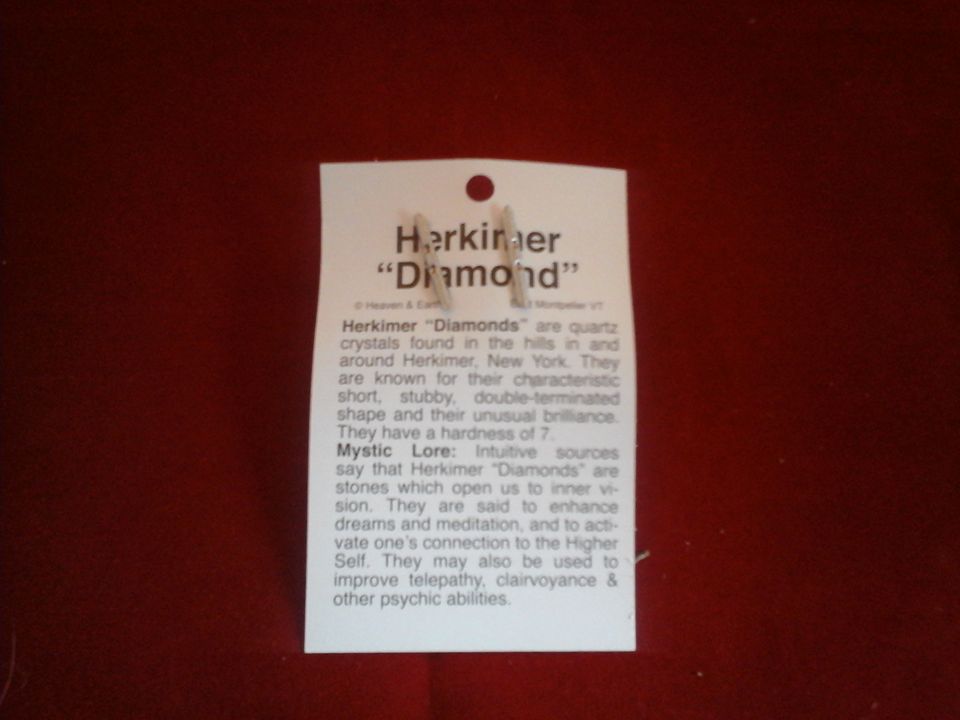 Herkimer
“Diamond”
© Heaven & Earth Montpelier VT
Herkimer “Diamonds” are quartz
crystals found in the hills in and
around Herkimer, New York. They
are known for their characteristic
short, stubby, double-terminated
shape and their unusual brilliance.
They have a hardness of 7.
Mystic Lore: Intuitive sources
say that Herkimer “Diamonds” are
stones which open us to inner vi-
sion. They are said to enhance
dreams and meditation, and to acti-
vate one's connection to the Higher
Self. They may also be used to
improve telepathy, clairvoyance &
other psychic abilities.